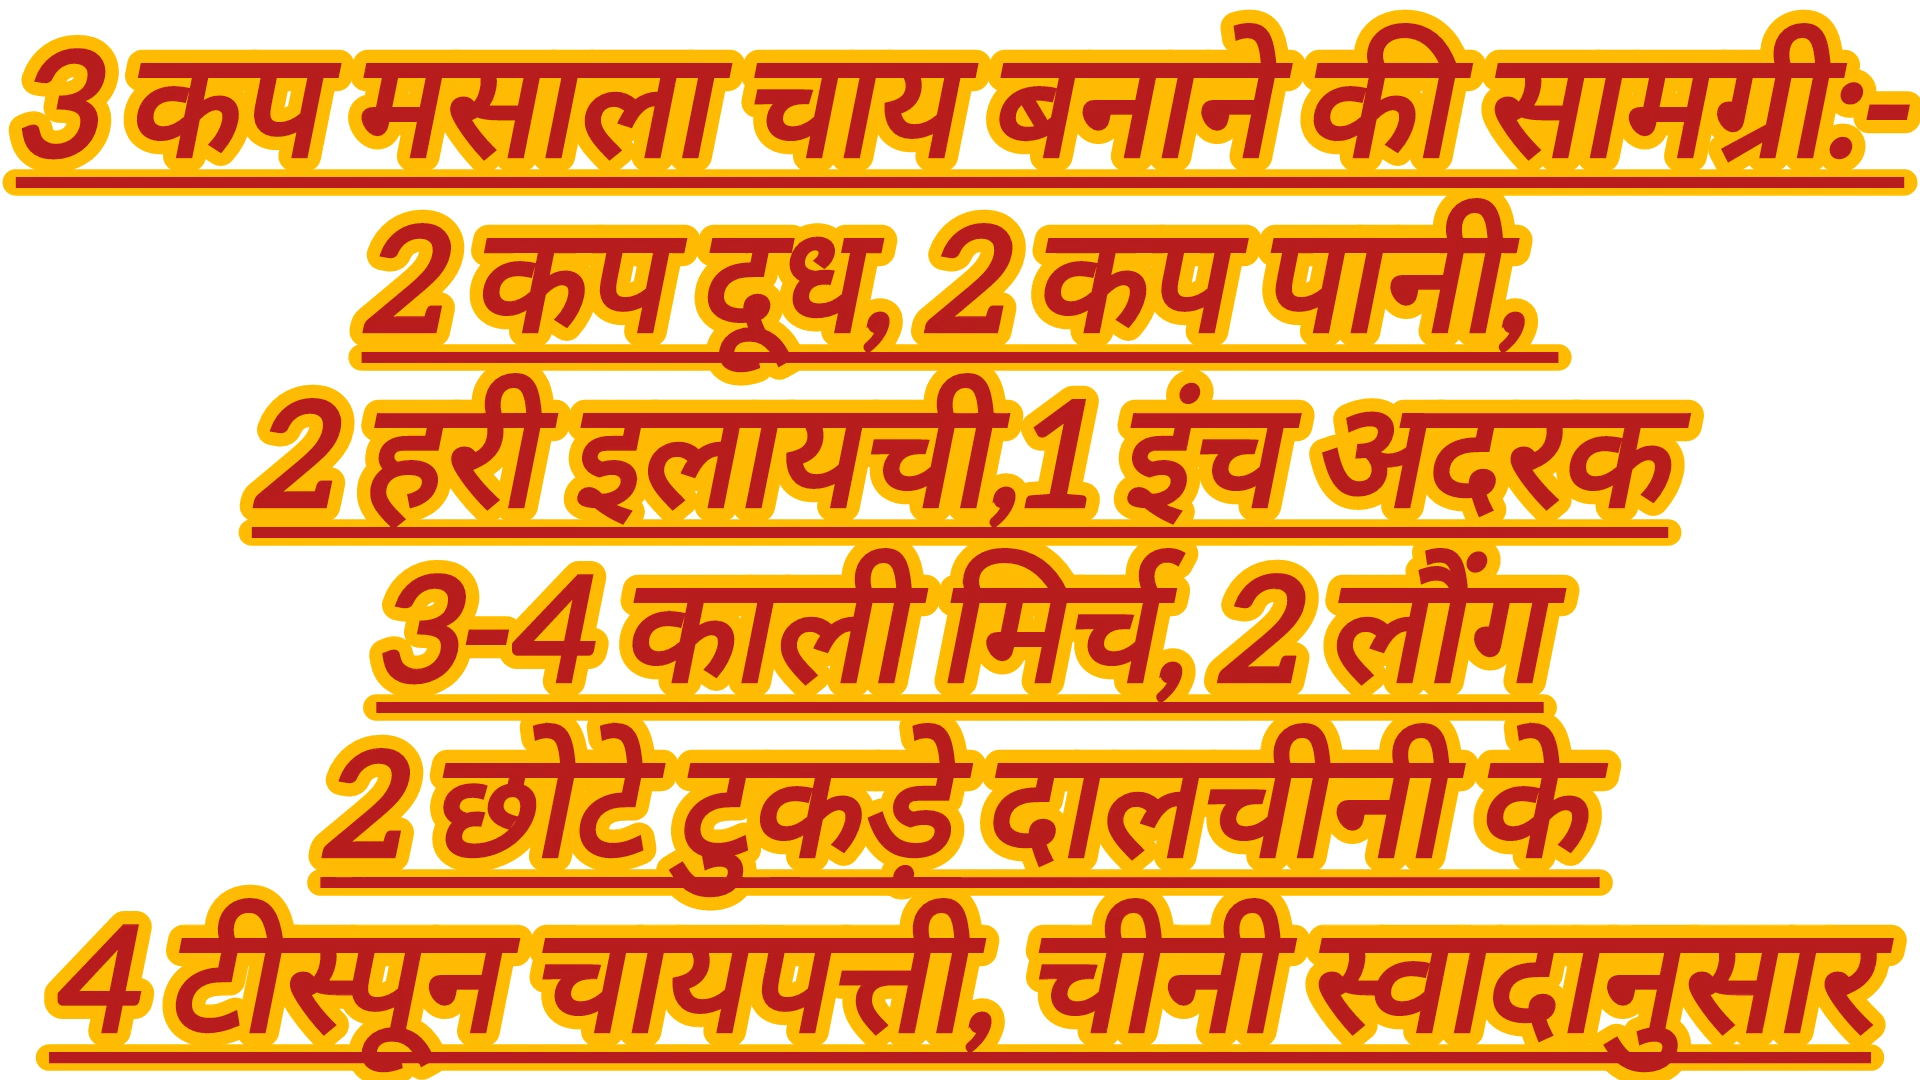 3 कप मसाला चाय बनाने की सामग्री:-
2 कप दूध, 2 कप पानी,
2 हरी इलायची,1 इंच अदरक
3-4 काली मिर्च, 2 लौंग
2 छोटे टुकड़े दालचीनी के
4 टीस्पून चायपत्ती, चीनी स्वादानुसार